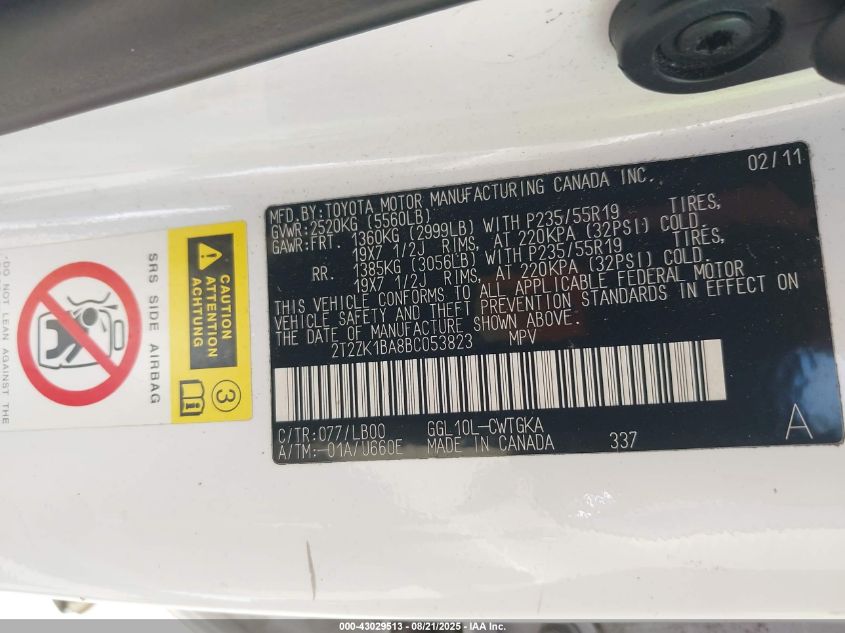 02/11
MFD.BY:TOYOTA MOTOR MANUFACTURING CANADA INC.
GVWR:2520KG (5560LB)
GAWR:FRT. 1360KG (2999LB) WITH P235/55R19 TIRES,
19X7 1/2J RIMS, AT 220KPA (32PSI) COLD.
RR. 1385KG (3056LB) WITH P235/55R19 TIRES,
19X7 1/2J RIMS, AT 220KPA (32PSI) COLD.
THIS VEHICLE CONFORMS TO ALL APPLICABLE FEDERAL MOTOR
VEHICLE SAFETY AND THEFT PREVENTION STANDARDS IN EFFECT ON
THE DATE OF MANUFACTURE SHOWN ABOVE.
2T2ZK1BA8BC053823 MPV
C/TR:077/LB00 GGL10L-CWTGKA
A/TM:-01A/U660E MADE IN CANADA 337 A
CAUTION
ATTENTION
ACHTUNG
3
SRS SIDE AIRBAG
DO NOT LEAN AGAINST THE
000-43029513 - 08/21/2025 - IAA Inc.